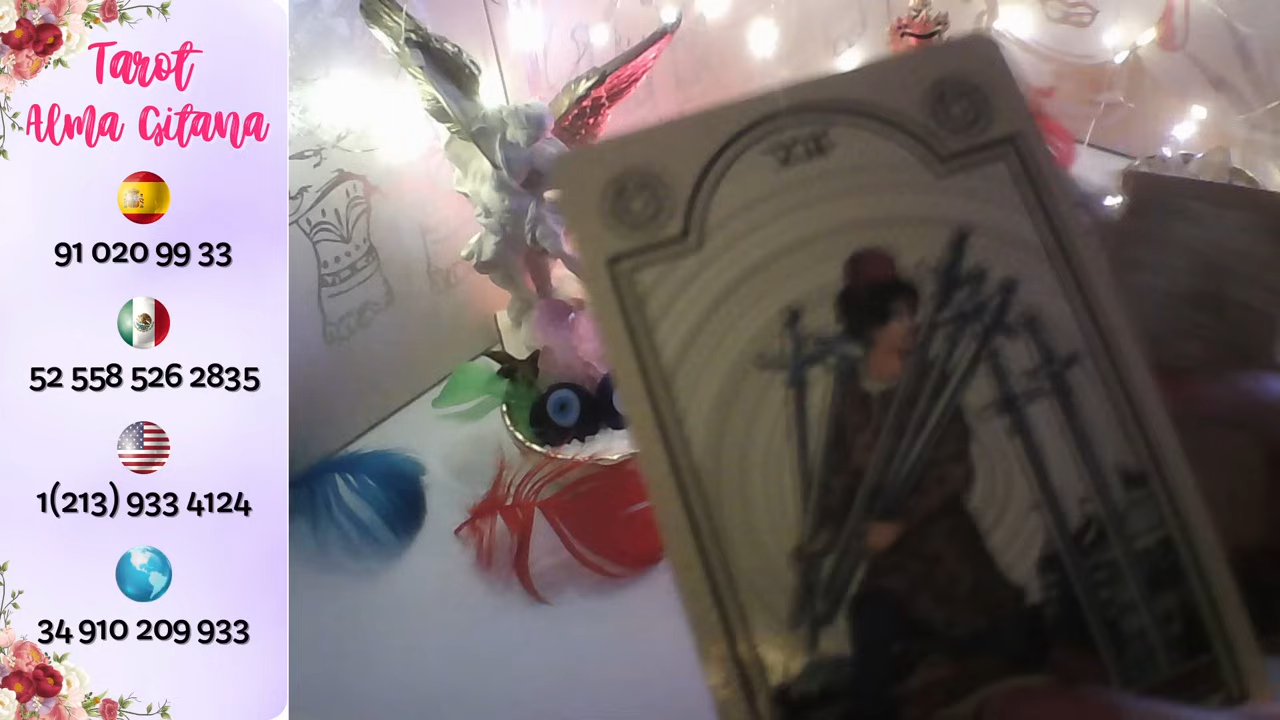 Tarot
Alma Gitana
91 020 99 33
52 558 526 2835
1(213) 933 4124
34 910 209 933